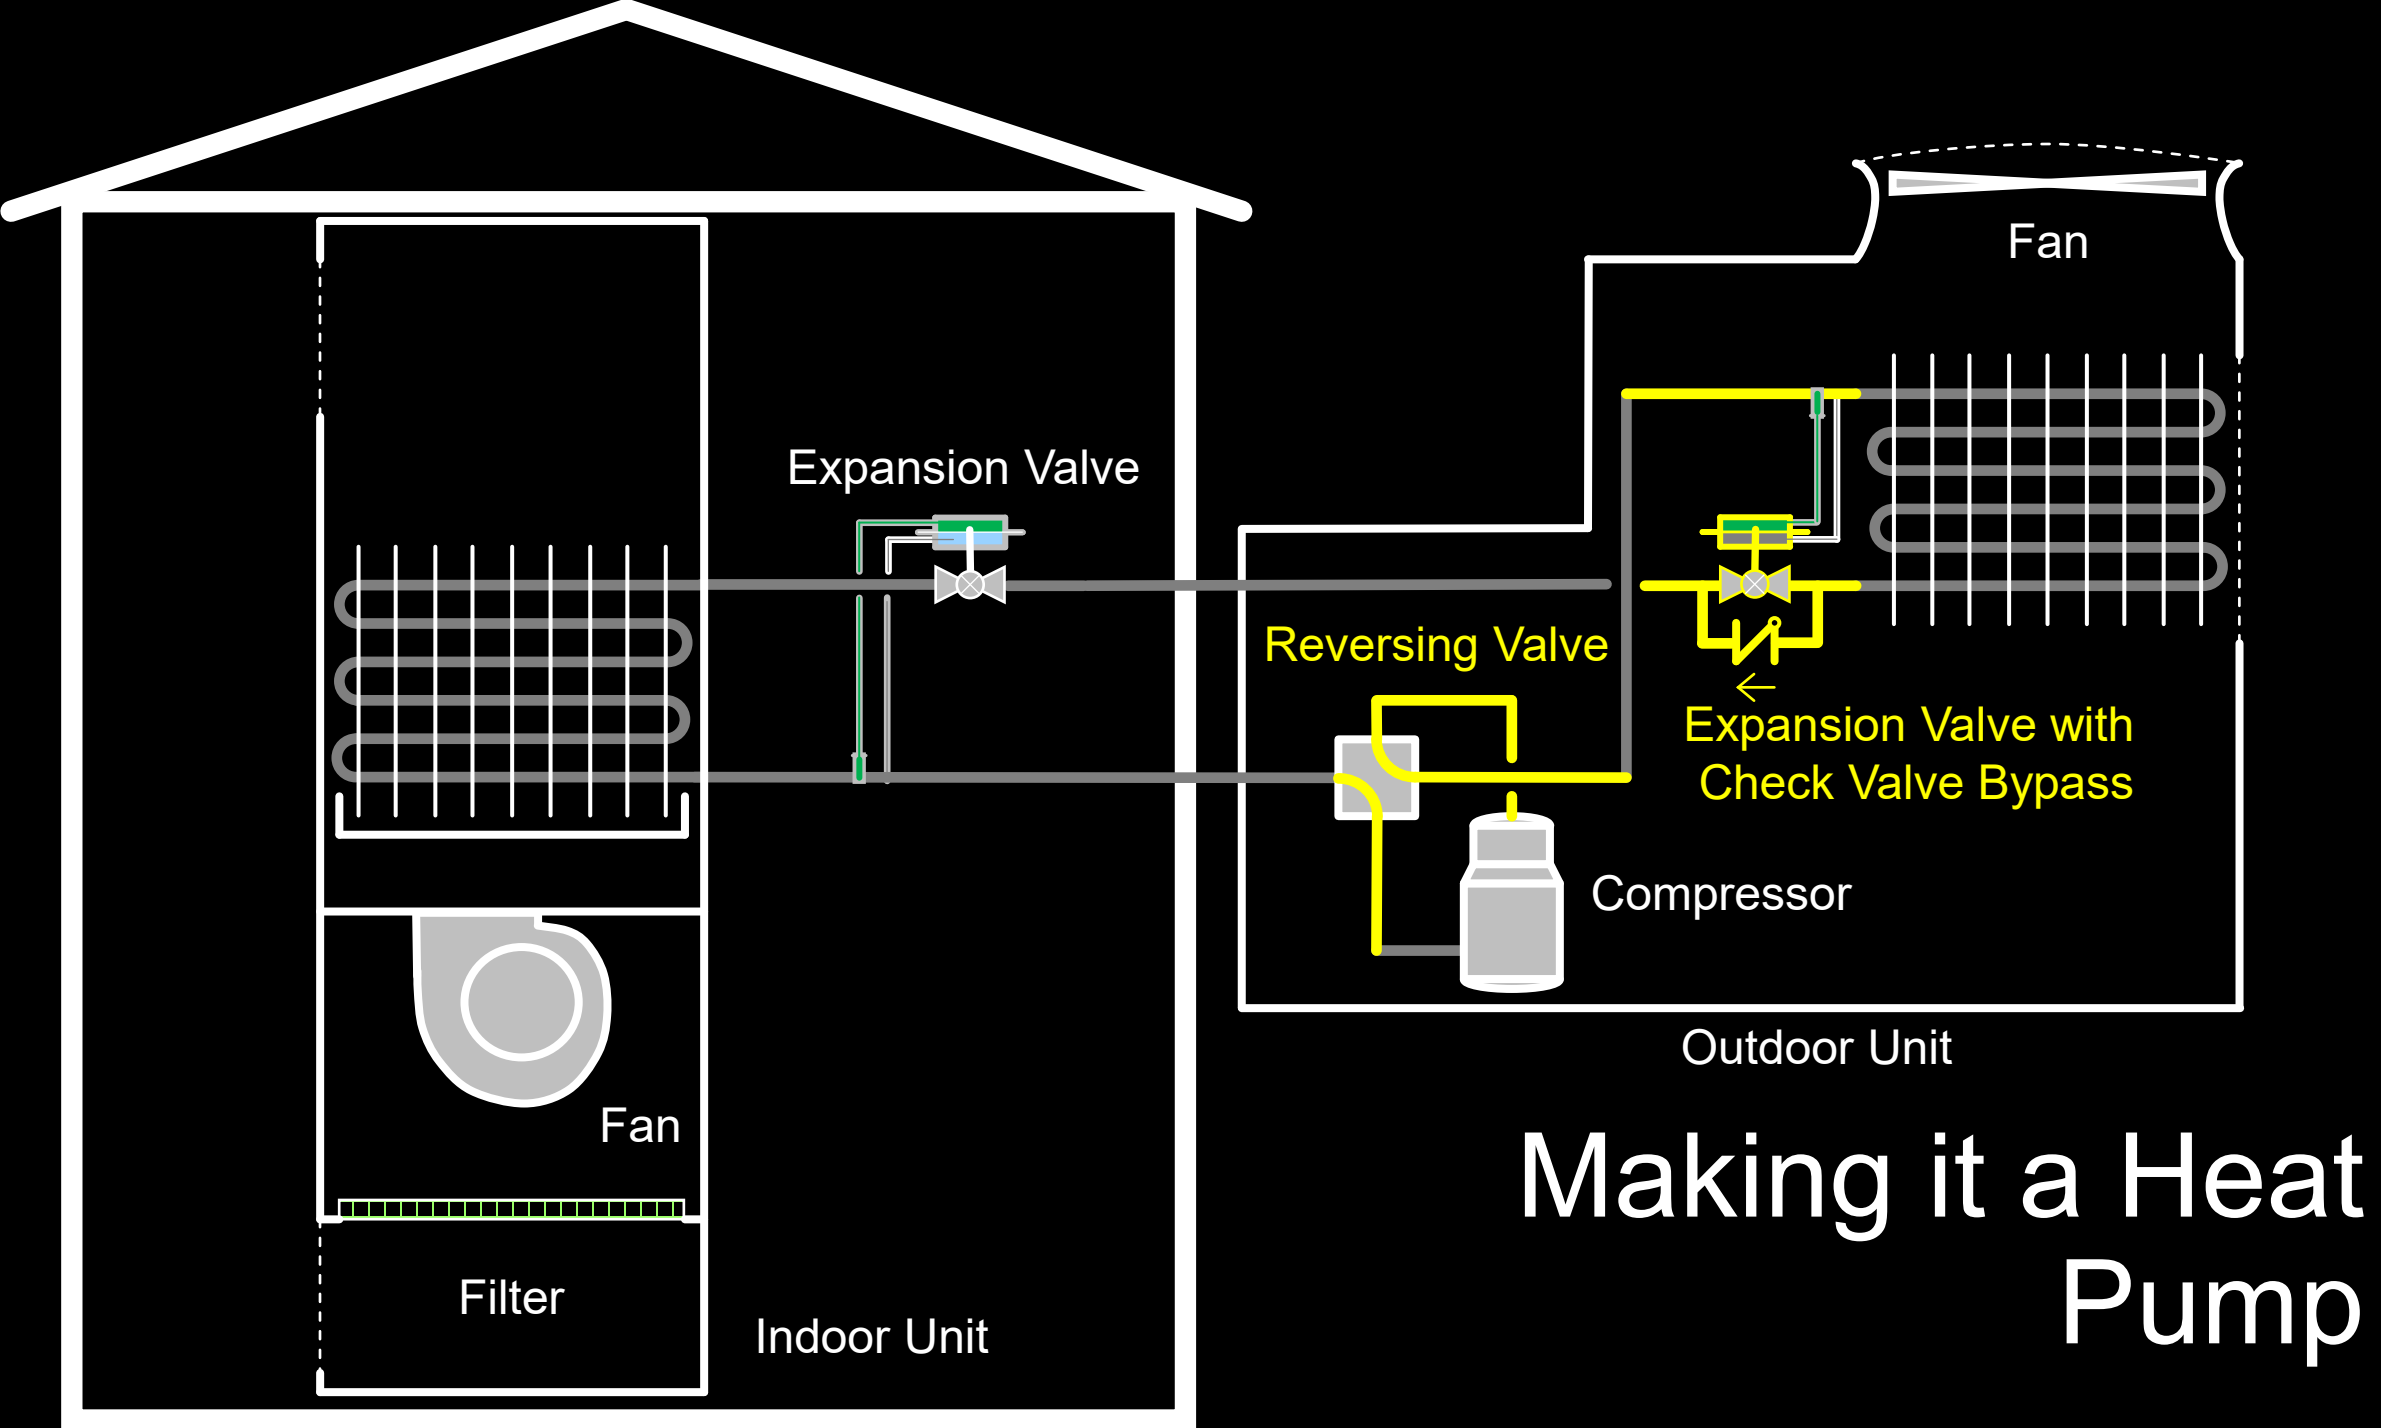 Fan
Expansion Valve
Reversing Valve
Expansion Valve with
Check Valve Bypass
Compressor
Outdoor Unit
Fan
Filter
Indoor Unit
Making it a Heat
Pump